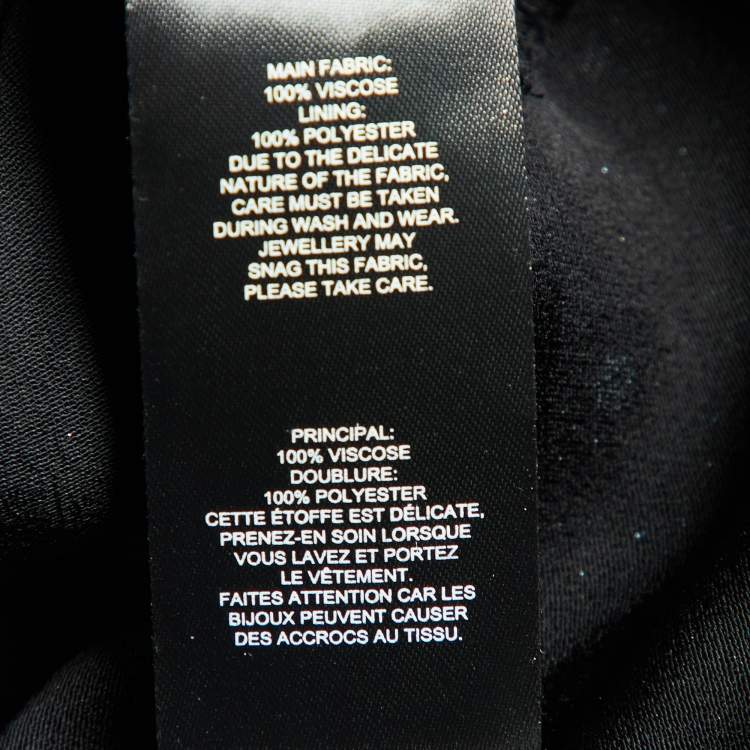 MAIN FABRIC:
100% VISCOSE
LINING:
100% POLYESTER
DUE TO THE DELICATE
NATURE OF THE FABRIC,
CARE MUST BE TAKEN
DURING WASH AND WEAR.
JEWELLERY MAY
SNAG THIS FABRIC,
PLEASE TAKE CARE.
PRINCIPAL:
100% VISCOSE
DOUBLURE:
100% POLYESTER
CETTE ÉTOFFE EST DÉLICATE,
PRENEZ-EN SOIN LORSQUE
VOUS LAVEZ ET PORTEZ
LE VÊTEMENT.
FAITES ATTENTION CAR LES
BIJOUX PEUVENT CAUSER
DES ACCROCS AU TISSU.